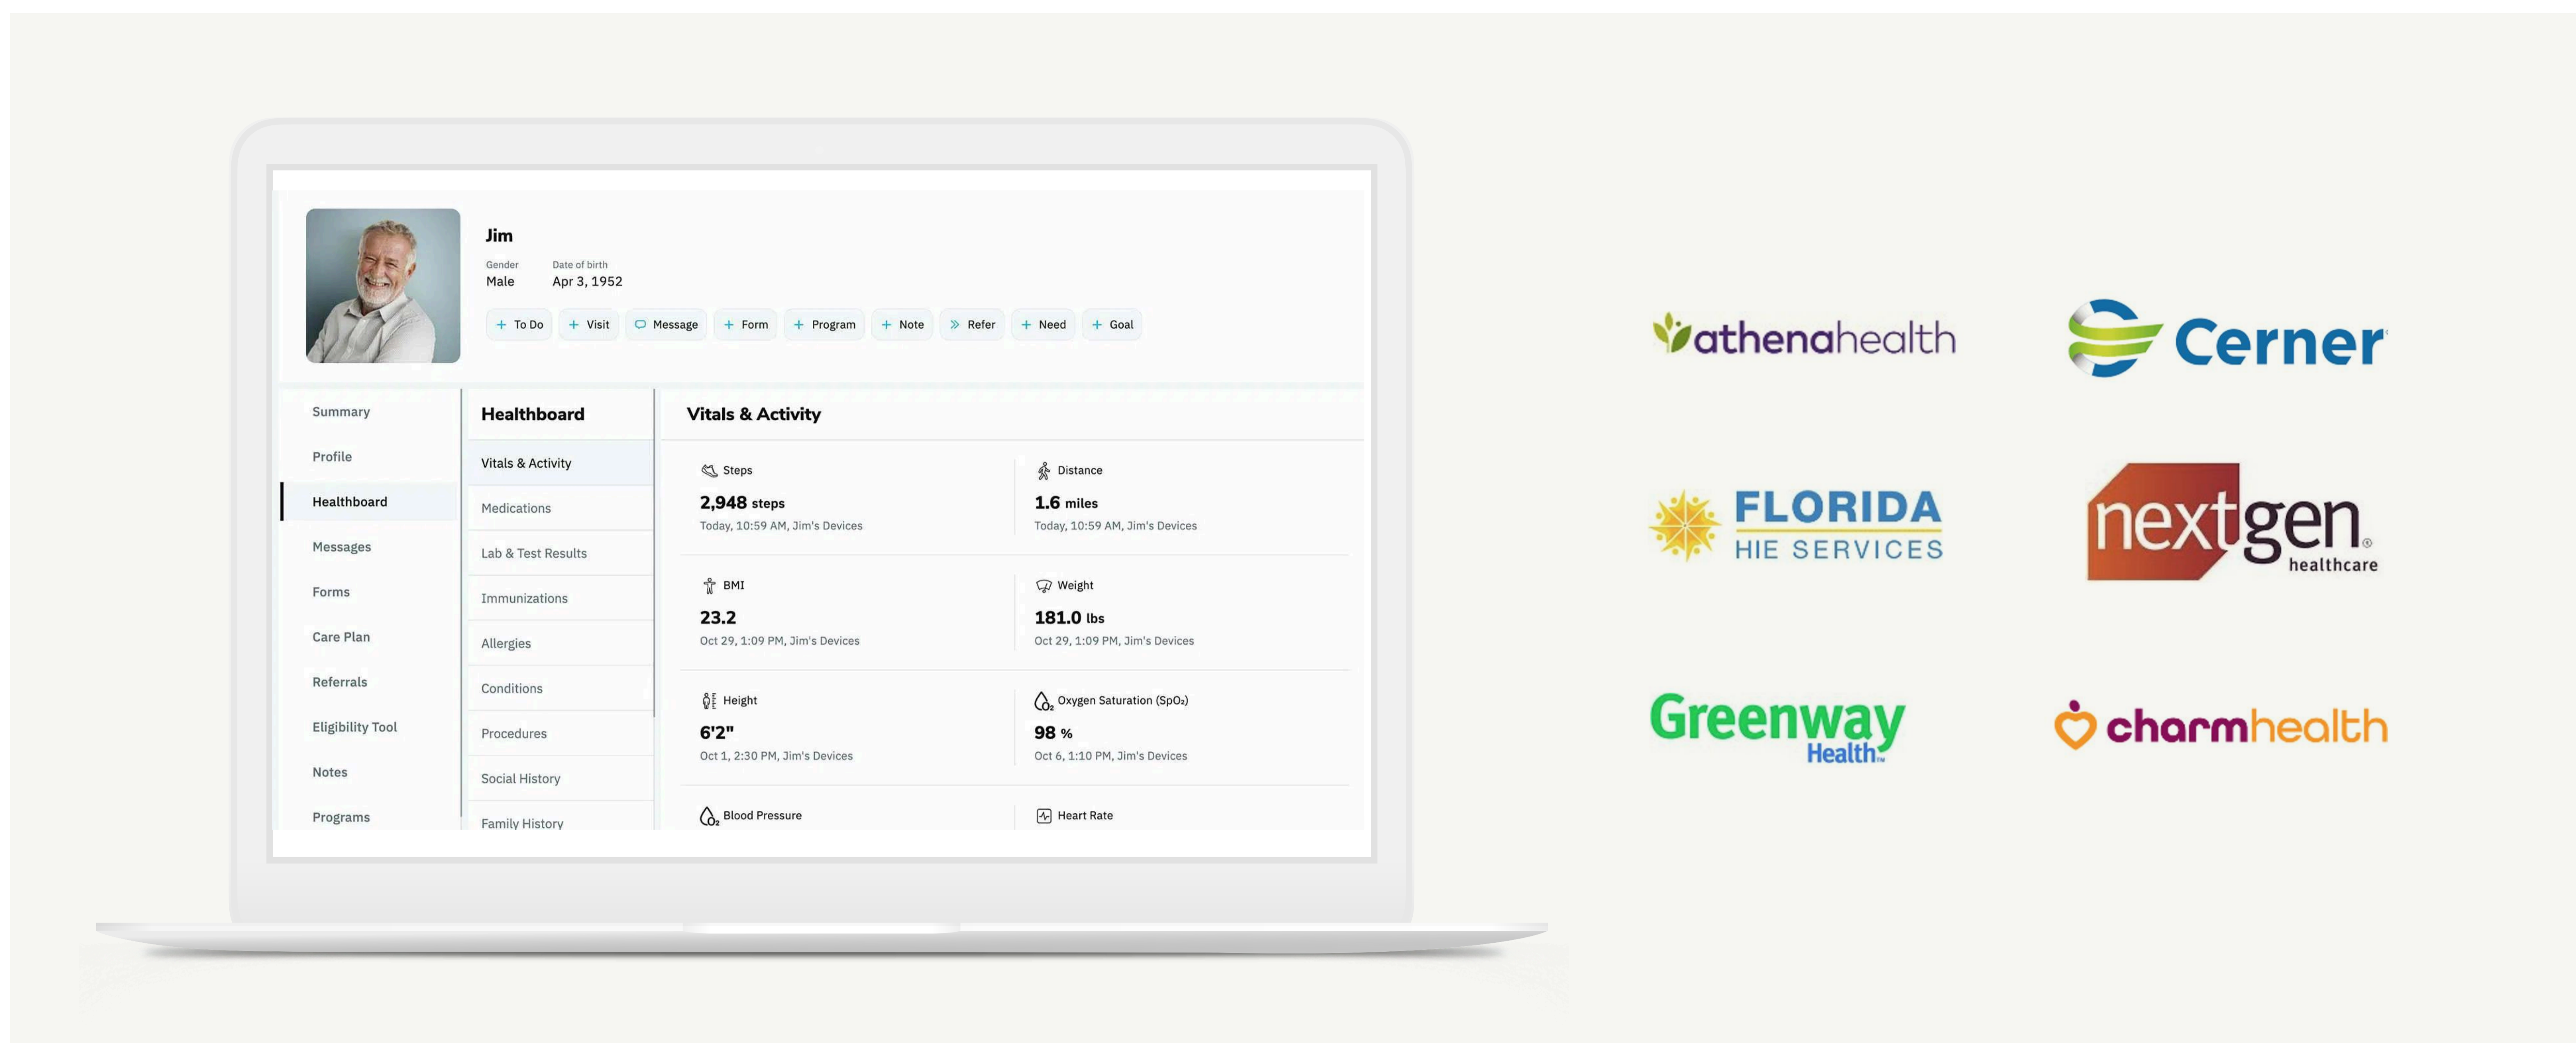 Jim
Gender Date of birth
Male Apr 3, 1952
To Do Visit Message Form Program Note Refer Need Goal
Summary
Profile
Healthboard
Messages
Forms
Care Plan
Referrals
Eligibility Tool
Notes
Programs
Healthboard
Vitals & Activity
Medications
Lab & Test Results
Immunizations
Allergies
Conditions
Procedures
Social History
Family History
Vitals & Activity
Steps
2,948 steps
Today, 10:59 AM, Jim's Devices
Distance
1.6 miles
Today, 10:59 AM, Jim's Devices
BMI
23.2
Oct 29, 1:09 PM, Jim's Devices
Weight
181.0 lbs
Oct 29, 1:09 PM, Jim's Devices
Height
6'2"
Oct 1, 2:30 PM, Jim's Devices
Oxygen Saturation (SpO₂)
98 %
Oct 6, 1:10 PM, Jim's Devices
Blood Pressure
Heart Rate
athenahealth
Cerner
FLORIDA
HIE SERVICES
nextgen®
healthcare
Greenway
Health™
charmhealth